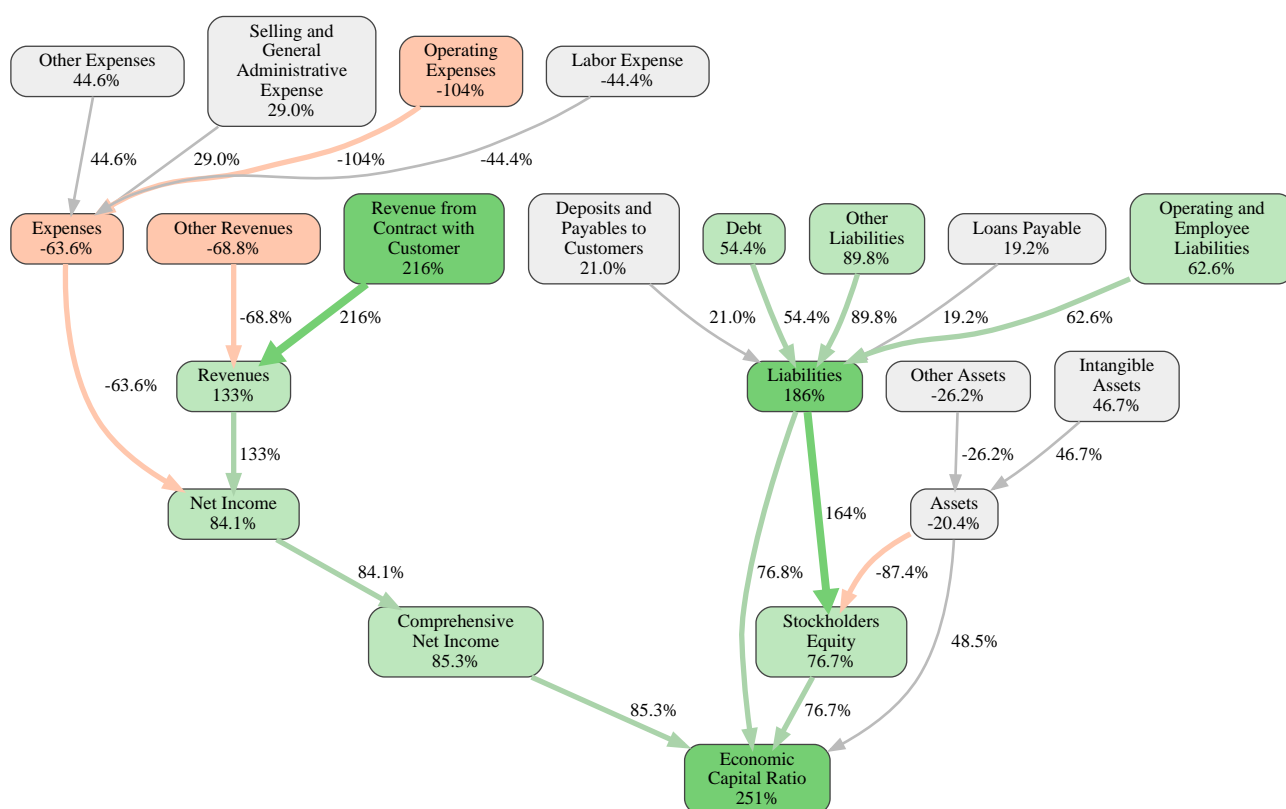 Other Expenses
44.6%
Selling and
General
Administrative
Expense
29.0%
Operating
Expenses
-104%
Labor Expense
-44.4%
44.6%
29.0%
-104%
-44.4%
Expenses
-63.6%
Other Revenues
-68.8%
Revenue from
Contract with
Customer
216%
Deposits and
Payables to
Customers
21.0%
Debt
54.4%
Other
Liabilities
89.8%
Loans Payable
19.2%
Operating and
Employee
Liabilities
62.6%
-63.6%
-68.8%
216%
21.0%
54.4%
89.8%
19.2%
62.6%
Revenues
133%
Liabilities
186%
Other Assets
-26.2%
Intangible
Assets
46.7%
133%
-26.2%
46.7%
Net Income
84.1%
164%
Assets
-20.4%
84.1%
76.8%
-87.4%
48.5%
Comprehensive
Net Income
85.3%
Stockholders
Equity
76.7%
85.3%
76.7%
Economic
Capital Ratio
251%